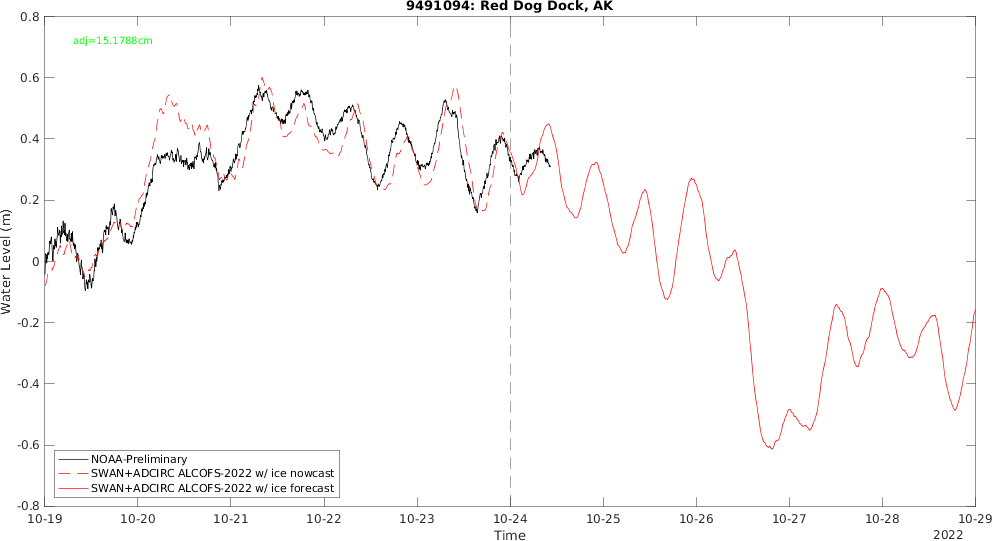 9491094: Red Dog Dock, AK
adj=15.1788cm
Water Level (m)
0.8
0.6
0.4
0.2
0
-0.2
-0.4
-0.6
-0.8
NOAA-Preliminary
SWAN+ADCIRC ALCOFS-2022 w/ ice nowcast
SWAN+ADCIRC ALCOFS-2022 w/ ice forecast
10-19 10-20 10-21 10-22 10-23 10-24 10-25 10-26 10-27 10-28 10-29
Time
2022